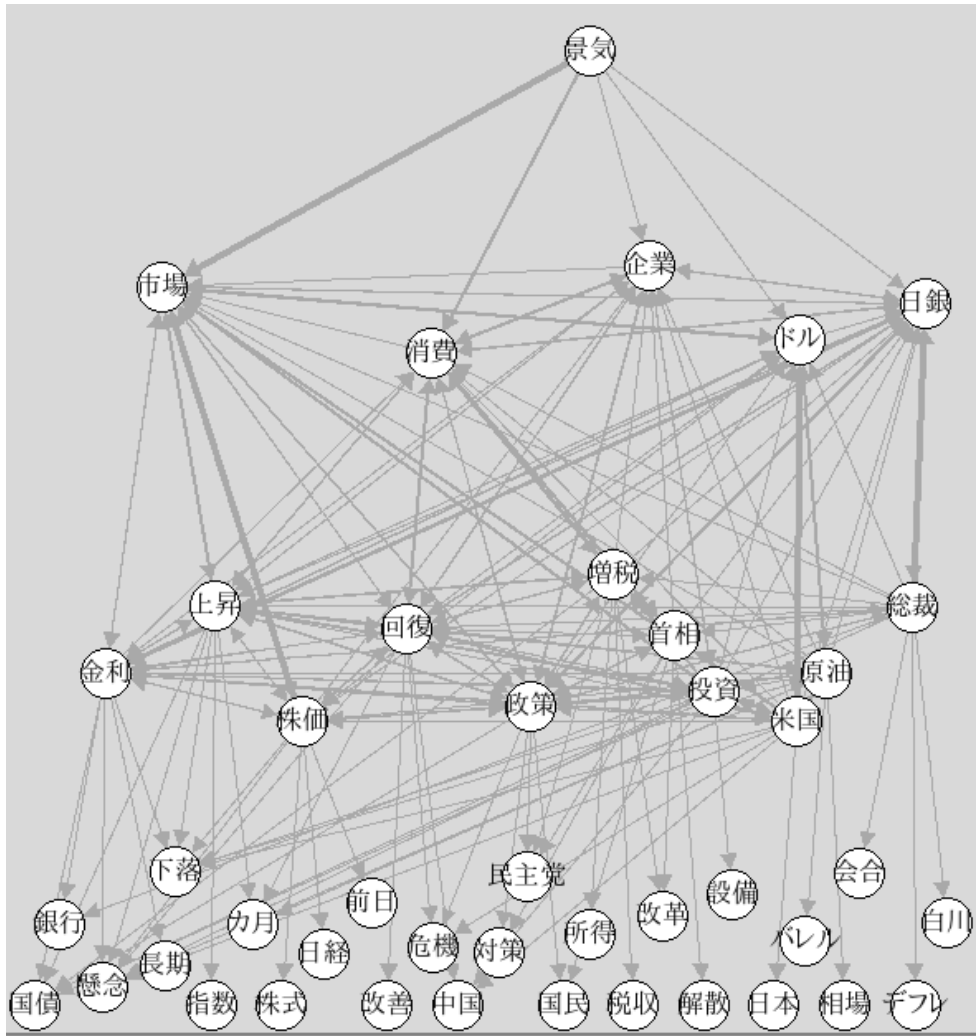 景気
市場
企業
日銀
消費
ドル
増税
上昇
回復
首相
総裁
金利
株価
政策
投資
原油
米国
下落
民主党
会合
銀行
カ月
前日
改革
設備
白川
懸念
長期
日経
危機
対策
所得
バレル
国債
指数
株式
改善
中国
国民
税収
解散
日本
相場
デフレ